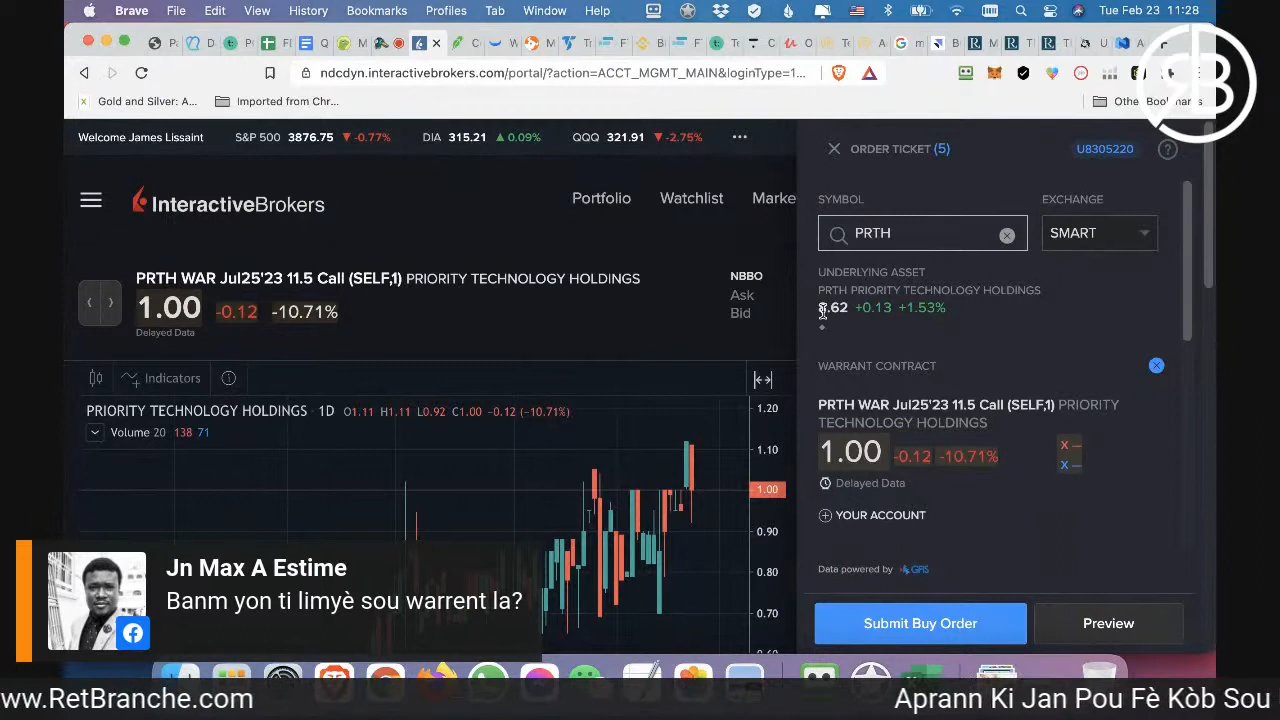 Brave File Edit View History Bookmarks Profiles Tab Window Help Tue Feb 23 11:28
ndcdyn.interactivebrokers.com/portal/?action=ACCT_MGMT_MAIN&loginType=1...
Gold and Silver: A... Imported from Chr... Other Bookmarks
Welcome James Lissaint S&P 500 3876.75 ▼ -0.77% DIA 315.21 ▲ 0.09% QQQ 321.91 ▼ -2.75% •••
ORDER TICKET (5) U8305220 ?
InteractiveBrokers Portfolio Watchlist Marke
SYMBOL EXCHANGE
PRTH SMART
UNDERLYING ASSET
PRTH PRIORITY TECHNOLOGY HOLDINGS
.62 +0.13 +1.53%
PRTH WAR Jul25'23 11.5 Call (SELF,1) PRIORITY TECHNOLOGY HOLDINGS
1.00 -0.12 -10.71%
Delayed Data
NBBO
Ask
Bid
WARRANT CONTRACT
PRTH WAR Jul25'23 11.5 Call (SELF,1) PRIORITY
TECHNOLOGY HOLDINGS
1.00 -0.12 -10.71%
X —
X —
Delayed Data
YOUR ACCOUNT
Data powered by GFIS
Submit Buy Order Preview
Indicators
PRIORITY TECHNOLOGY HOLDINGS · 1D O1.11 H1.11 L0.92 C1.00 -0.12 (-10.71%)
Volume 20 138 71
1.20
1.10
1.00
0.90
0.80
0.70
Jn Max A Estime
Banm yon ti limyè sou warrent la?
www.RetBranche.com Aprann Ki Jan Pou Fè Kòb Sou